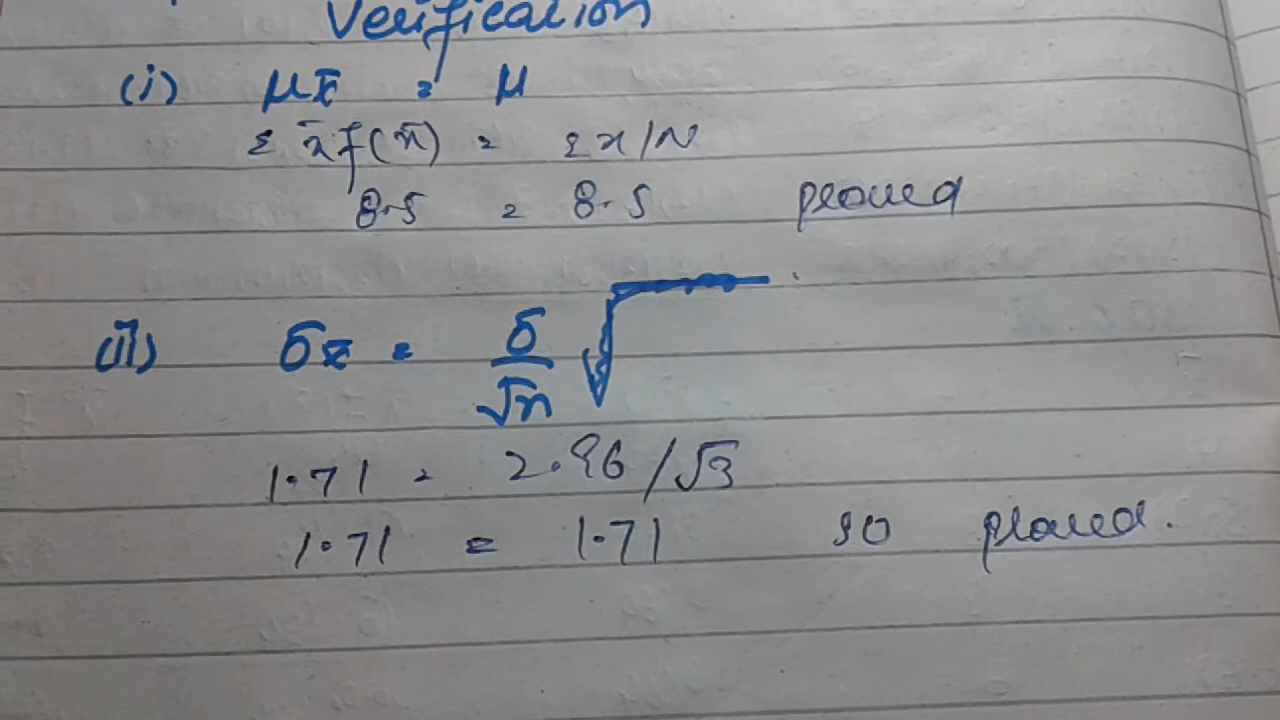 Verification
(i) μx̄ = μ
Σ x̄ f(x̄) = Σx/N
8.5 = 8.5 proved
(ii) σx̄ = σ/√n √
1.71 = 2.96/√3
1.71 = 1.71 so proved.